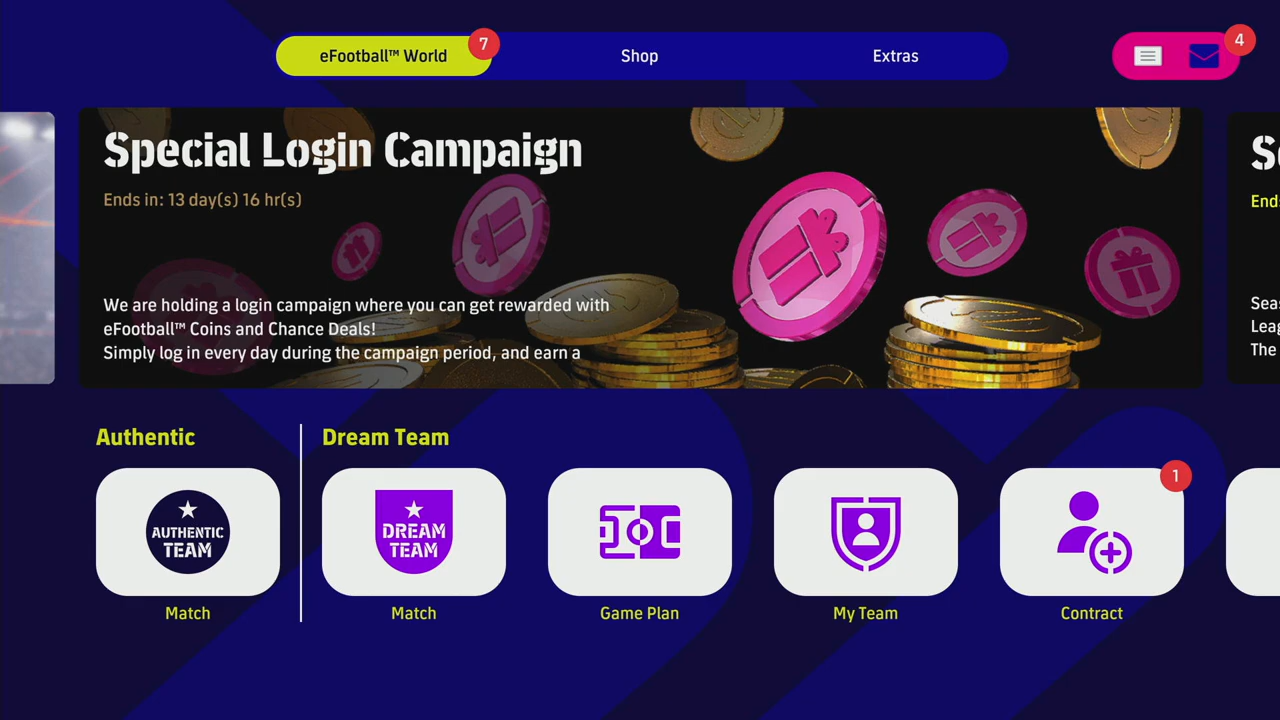 eFootball™ World
7
Shop
Extras
4
Special Login Campaign
Ends in: 13 day(s) 16 hr(s)
We are holding a login campaign where you can get rewarded with
eFootball™ Coins and Chance Deals!
Simply log in every day during the campaign period, and earn a
The
Authentic
Dream Team
AUTHENTIC
TEAM
DREAM
TEAM
1
Match
Match
Game Plan
My Team
Contract